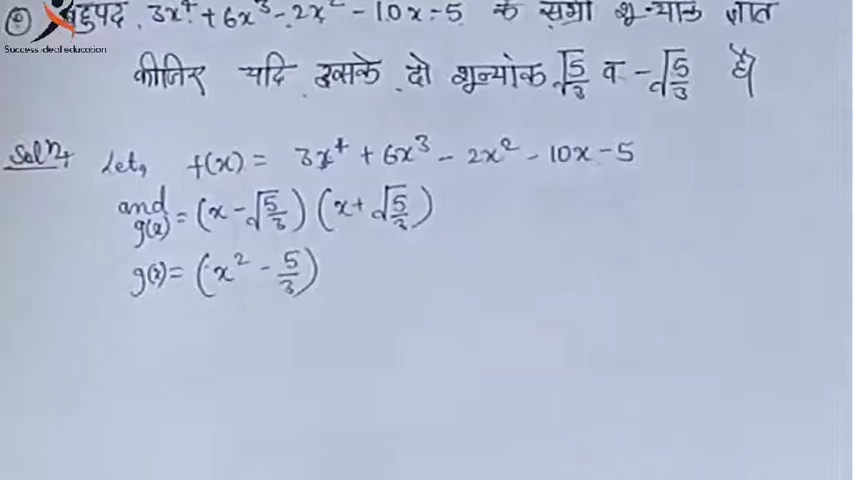 बहुपद 3x⁴ + 6x³ - 2x² - 10x - 5 के सभी शून्यांक ज्ञात
Success ideal education
कीजिए यदि इसके दो शून्यांक √5/3 व -√5/3 है।
Solⁿ→ Let, f(x) = 3x⁴ + 6x³ - 2x² - 10x - 5
and g(x) = (x - √5/3) (x + √5/3)
g(x) = (x² - 5/3)